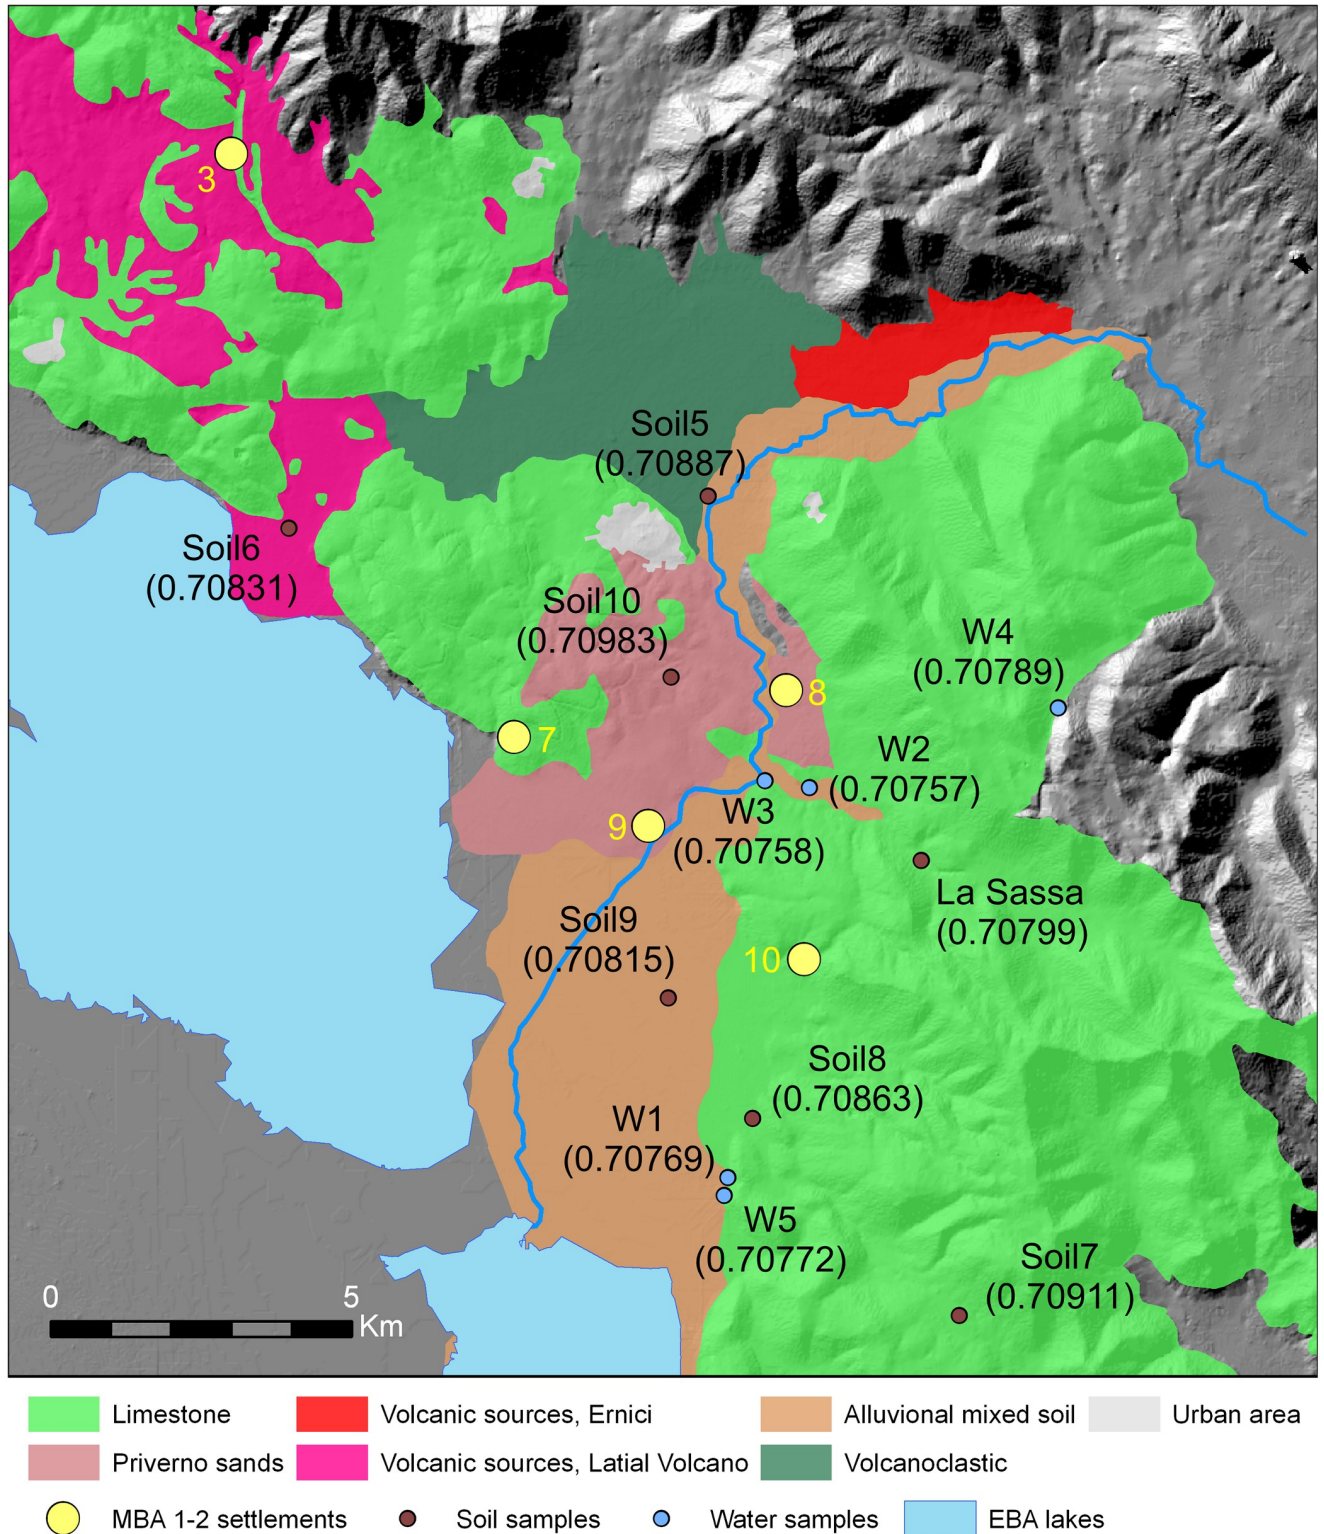 3
Soil5
(0.70887)
Soil6
(0.70831)
Soil10
(0.70983)
W4
(0.70789)
8
7
W2
(0.70757)
W3
(0.70758)
9
La Sassa
(0.70799)
Soil9
(0.70815)
10
Soil8
(0.70863)
W1
(0.70769)
W5
(0.70772)
Soil7
(0.70911)
0 5
Km
Limestone Volcanic sources, Ernici Alluvional mixed soil Urban area
Priverno sands Volcanic sources, Latial Volcano Volcanoclastic
MBA 1-2 settlements Soil samples Water samples EBA lakes